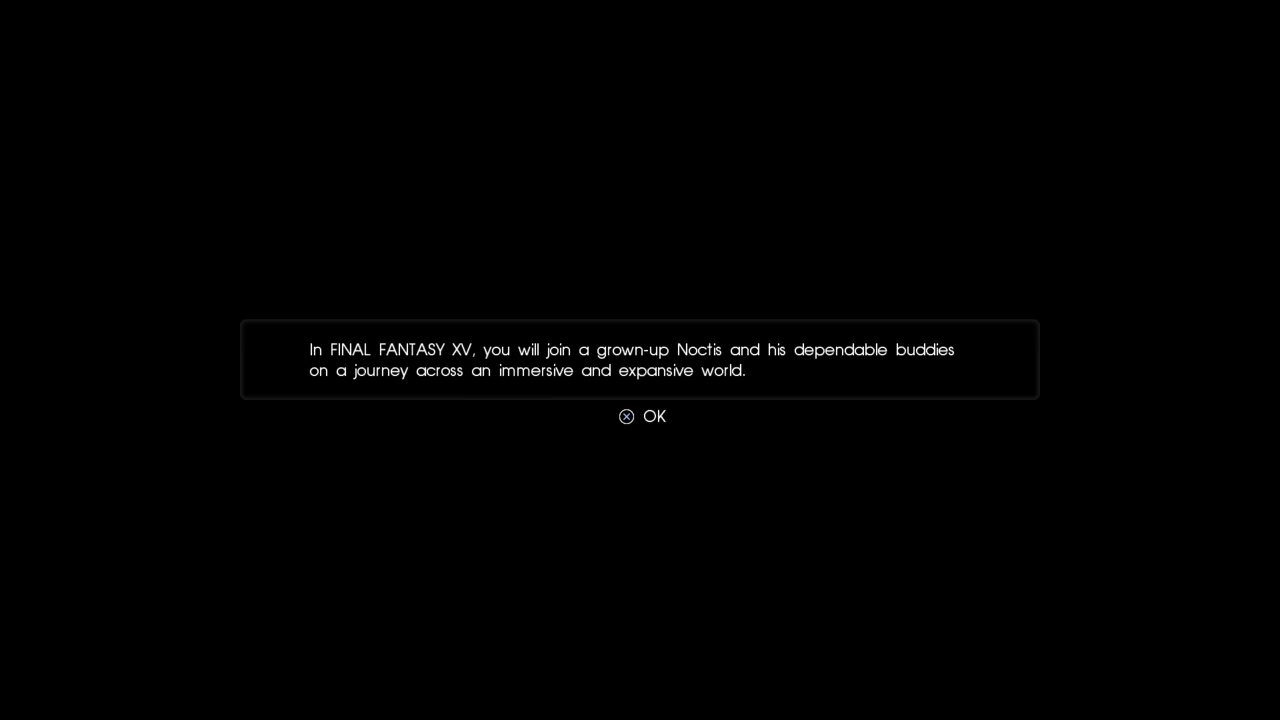 In FINAL FANTASY XV, you will join a grown-up Noctis and his dependable buddies
on a journey across an immersive and expansive world.
OK